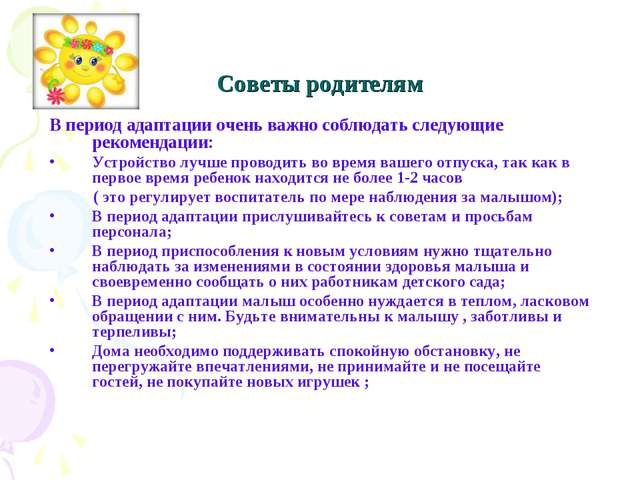 Советы родителям
В период адаптации очень важно соблюдать следующие
рекомендации:
• Устройство лучше проводить во время вашего отпуска, так как в
первое время ребенок находится не более 1-2 часов
( это регулирует воспитатель по мере наблюдения за малышом);
• В период адаптации прислушивайтесь к советам и просьбам
персонала;
• В период приспособления к новым условиям нужно тщательно
наблюдать за изменениями в состоянии здоровья малыша и
своевременно сообщать о них работникам детского сада;
• В период адаптации малыш особенно нуждается в теплом, ласковом
обращении с ним. Будьте внимательны к малышу , заботливы и
терпеливы;
• Дома необходимо поддерживать спокойную обстановку, не
перегружайте впечатлениями, не принимайте и не посещайте
гостей, не покупайте новых игрушек ;